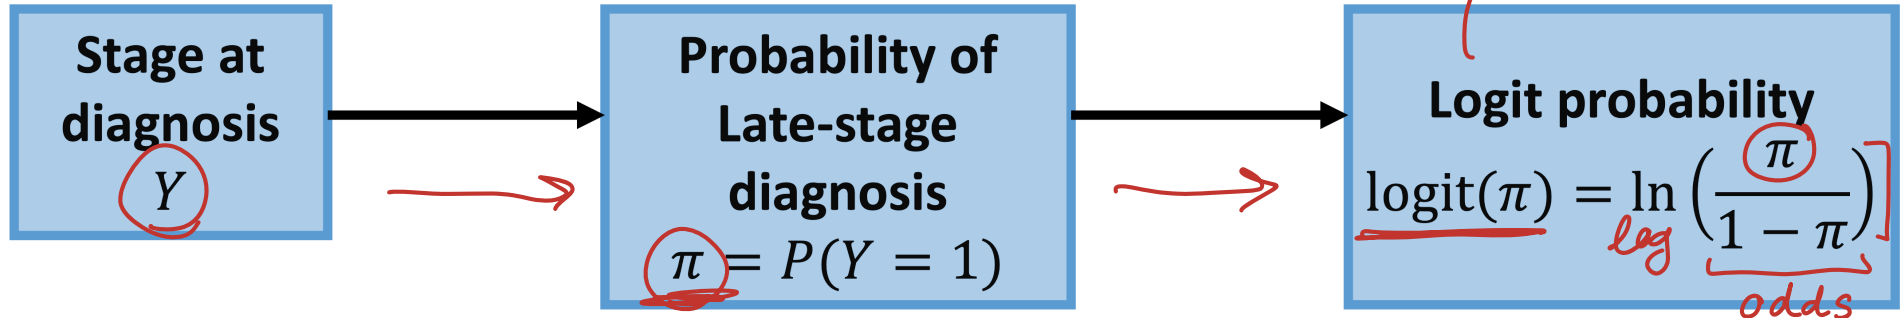 Stage at
diagnosis
Y
Probability of
Late-stage
diagnosis
π = P(Y = 1)
Logit probability
logit(π) = ln(π / (1 − π))
log
odds